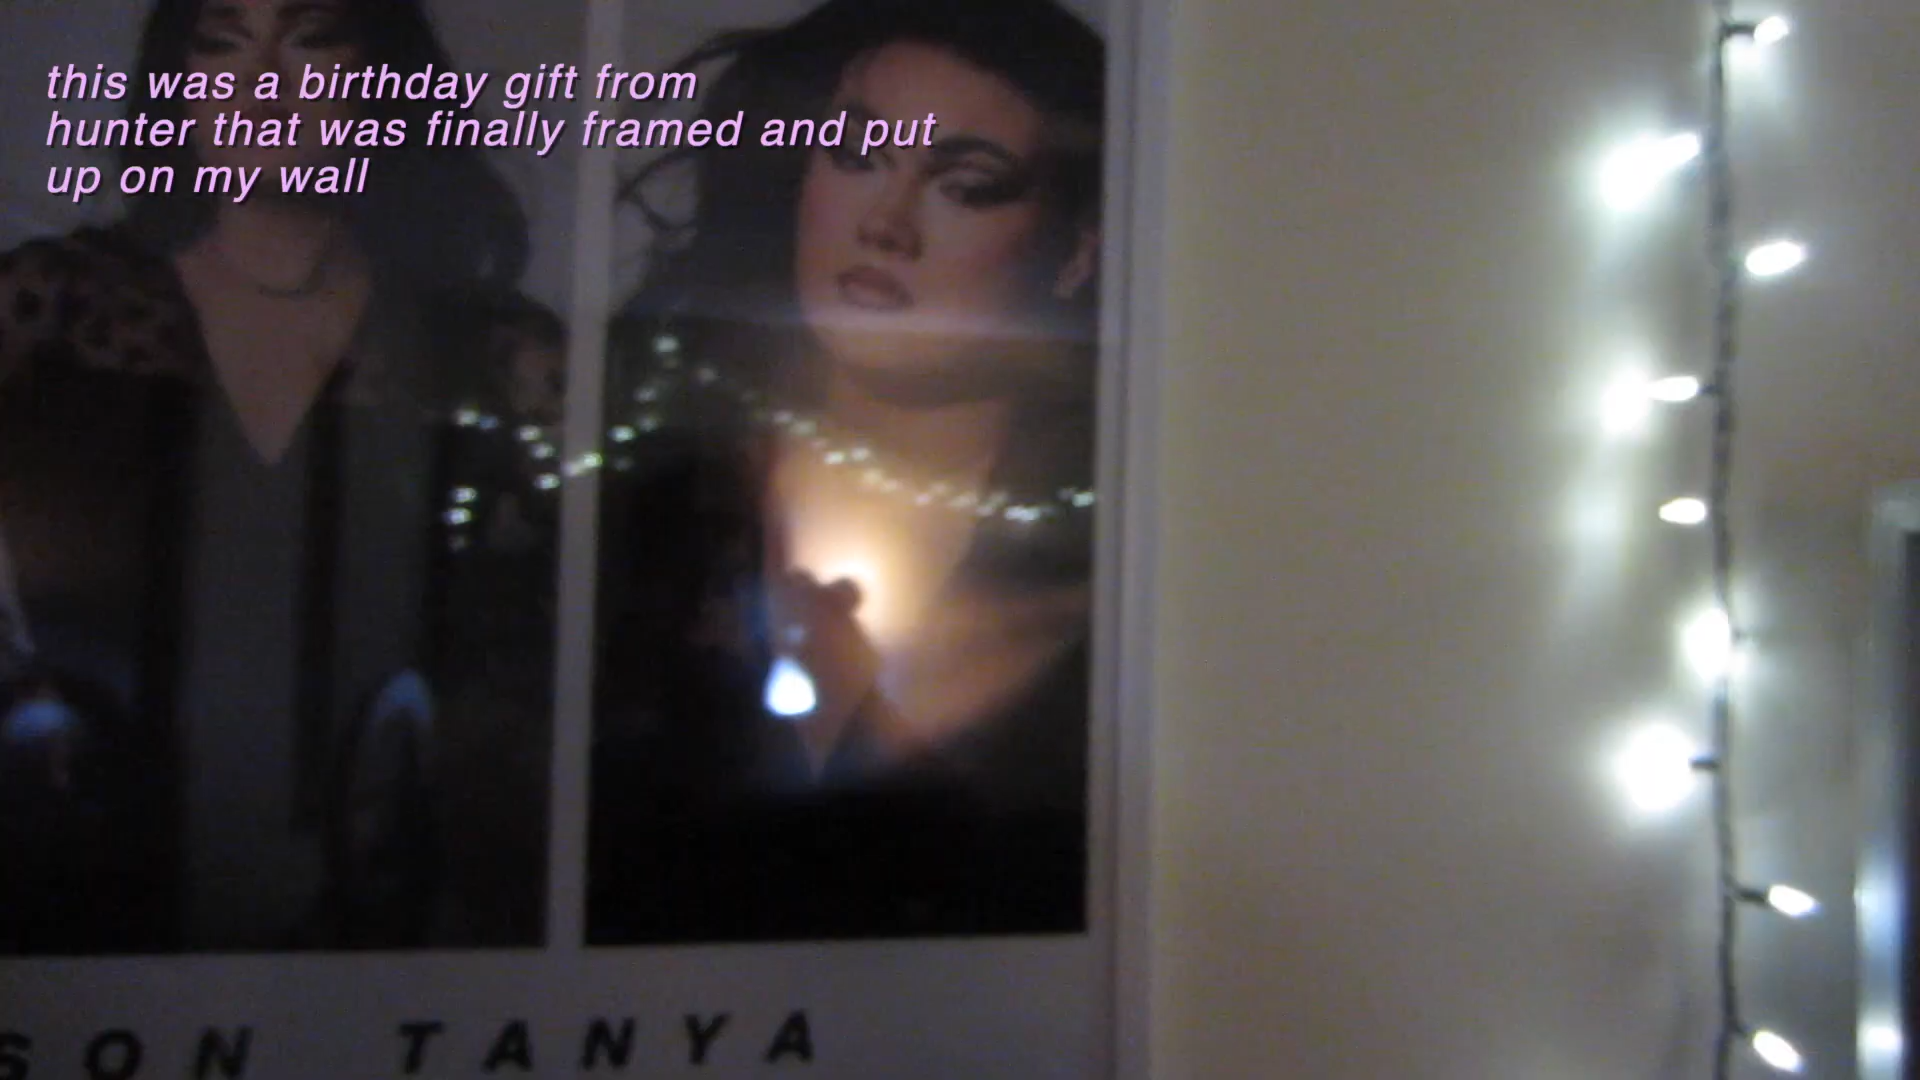 this was a birthday gift from
hunter that was finally framed and put
up on my wall
SON TANYA